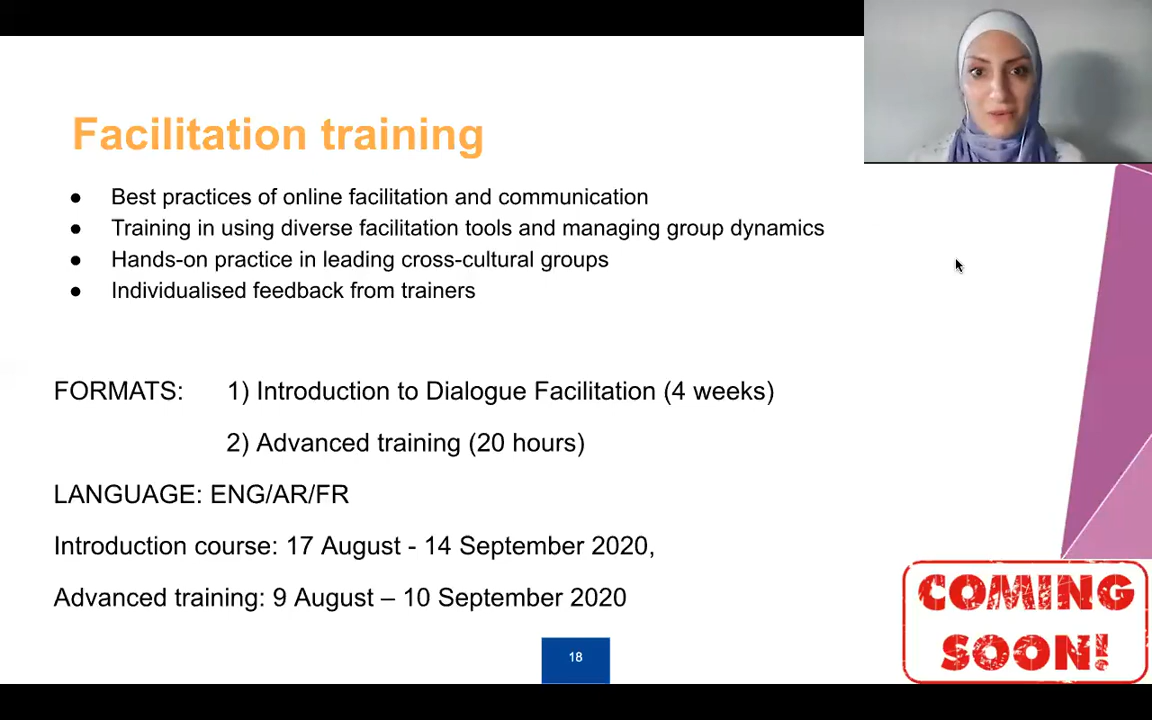 Facilitation training
● Best practices of online facilitation and communication
● Training in using diverse facilitation tools and managing group dynamics
● Hands-on practice in leading cross-cultural groups
● Individualised feedback from trainers
FORMATS: 1) Introduction to Dialogue Facilitation (4 weeks)
2) Advanced training (20 hours)
LANGUAGE: ENG/AR/FR
Introduction course: 17 August - 14 September 2020,
Advanced training: 9 August – 10 September 2020
COMING
SOON!
18